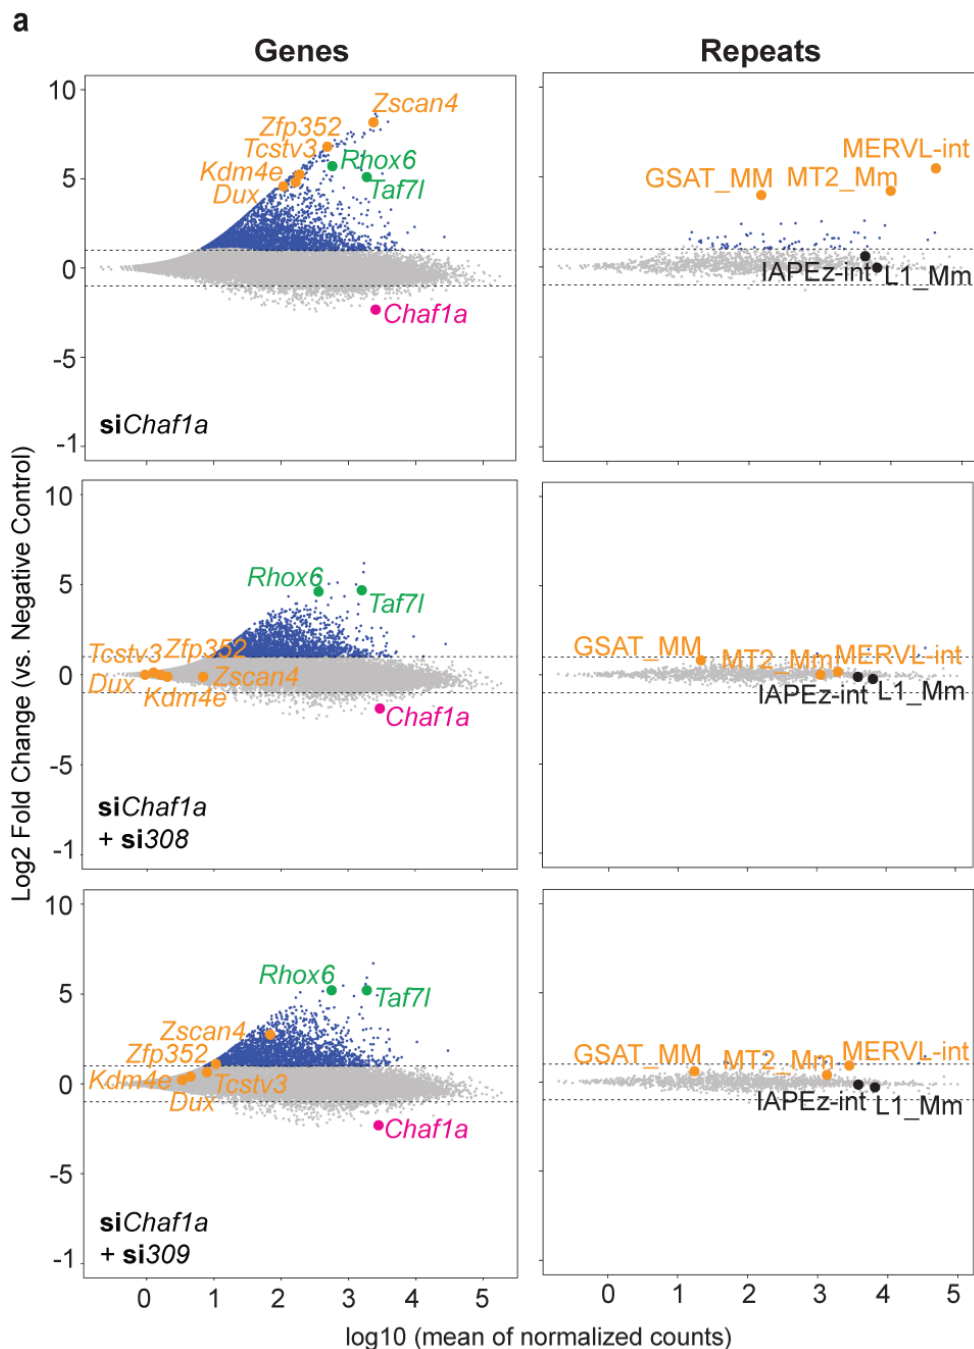 a
Genes
Repeats
Log2 Fold Change (vs. Negative Control)
10
5
0
-5
-1
Zscan4
Zfp352
Tcstv3
Rhox6
Kdm4e
Taf7l
Dux
Chaf1a
siChaf1a
MERVL-int
GSAT_MM
MT2_Mm
IAPEz-int
L1_Mm
10
5
0
-5
-1
Rhox6
Taf7l
Tcstv3
Zfp352
Dux
Zscan4
Kdm4e
Chaf1a
siChaf1a
+ si308
GSAT_MM
MT2_Mm
MERVL-int
IAPEz-int
L1_Mm
10
5
0
-5
-1
Rhox6
Taf7l
Zscan4
Zfp352
Kdm4e
Tcstv3
Dux
Chaf1a
siChaf1a
+ si309
MERVL-int
GSAT_MM
MT2_Mm
IAPEz-int
L1_Mm
0 1 2 3 4 5
0 1 2 3 4 5
log10 (mean of normalized counts)